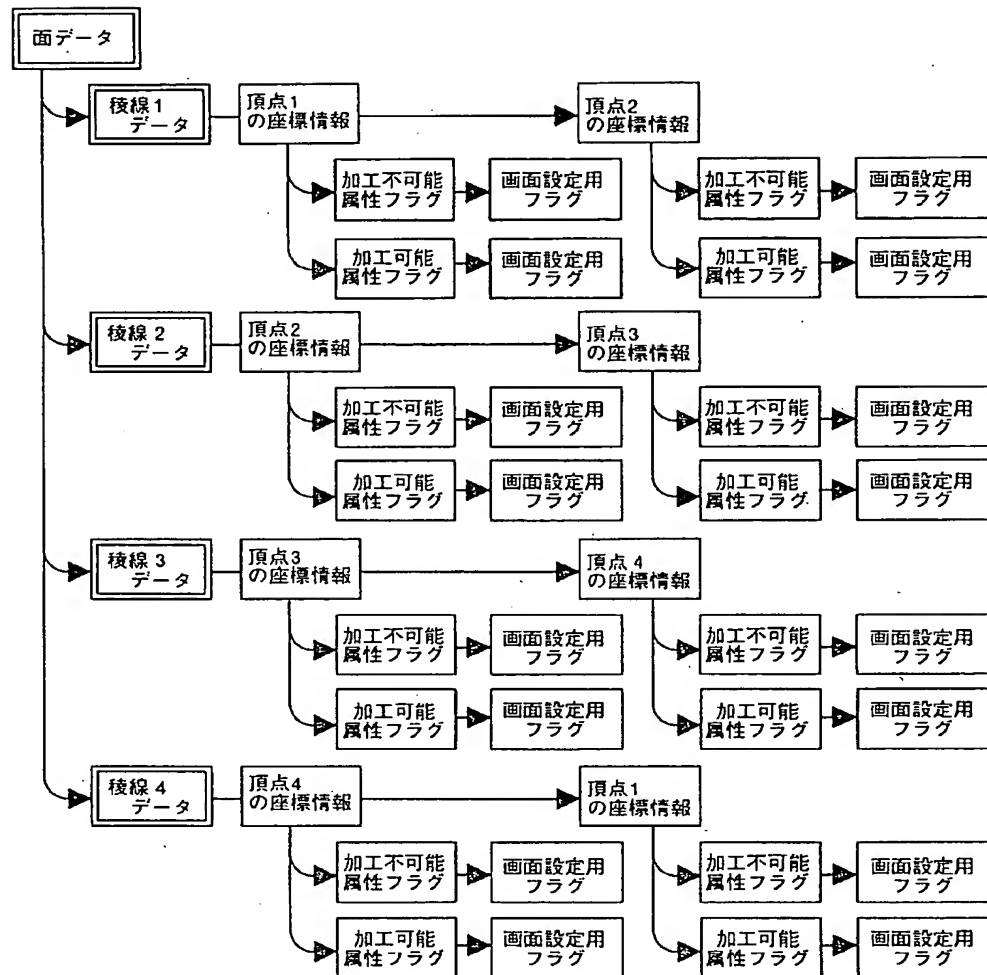 面データ
稜線1
データ
頂点1
の座標情報
頂点2
の座標情報
加工不可能
属性フラグ
画面設定用
フラグ
加工不可能
属性フラグ
画面設定用
フラグ
加工可能
属性フラグ
画面設定用
フラグ
加工可能
属性フラグ
画面設定用
フラグ
稜線2
データ
頂点2
の座標情報
頂点3
の座標情報
加工不可能
属性フラグ
画面設定用
フラグ
加工不可能
属性フラグ
画面設定用
フラグ
加工可能
属性フラグ
画面設定用
フラグ
加工可能
属性フラグ
画面設定用
フラグ
稜線3
データ
頂点3
の座標情報
頂点4
の座標情報
加工不可能
属性フラグ
画面設定用
フラグ
加工不可能
属性フラグ
画面設定用
フラグ
加工可能
属性フラグ
画面設定用
フラグ
加工可能
属性フラグ
画面設定用
フラグ
稜線4
データ
頂点4
の座標情報
頂点1
の座標情報
加工不可能
属性フラグ
画面設定用
フラグ
加工不可能
属性フラグ
画面設定用
フラグ
加工可能
属性フラグ
画面設定用
フラグ
加工可能
属性フラグ
画面設定用
フラグ